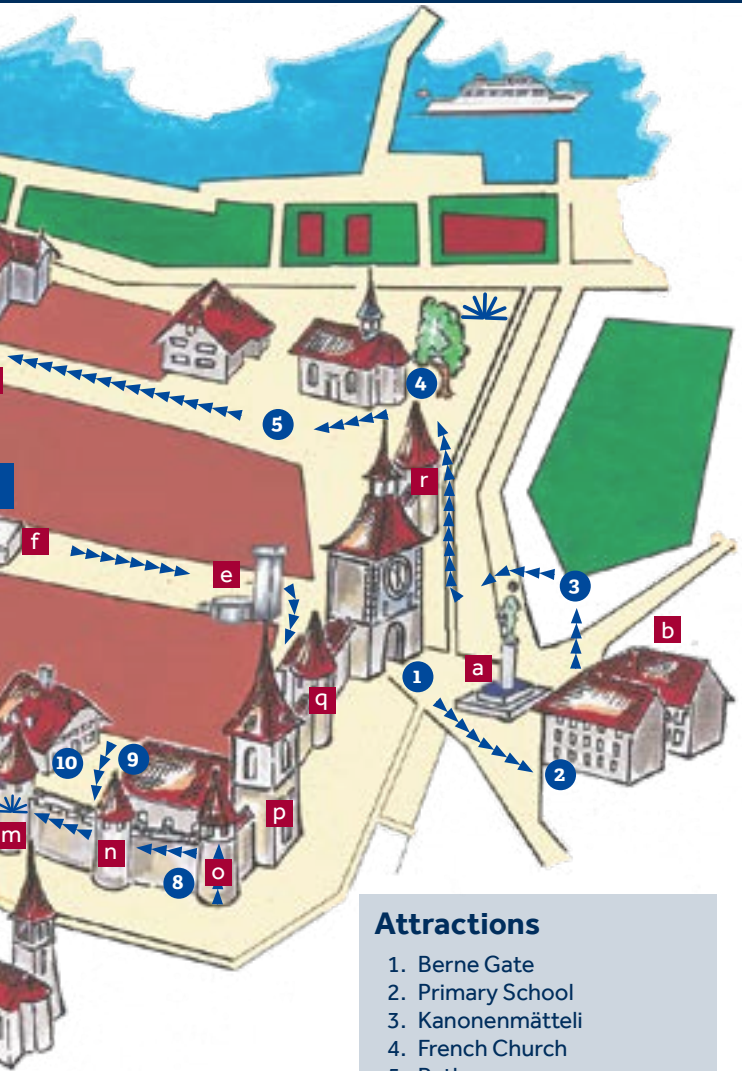 4
5
r
f
e
3
b
a
1
q
2
10
9
p
m
n
o
8
Attractions
1. Berne Gate
2. Primary School
3. Kanonenmätteli
4. French Church